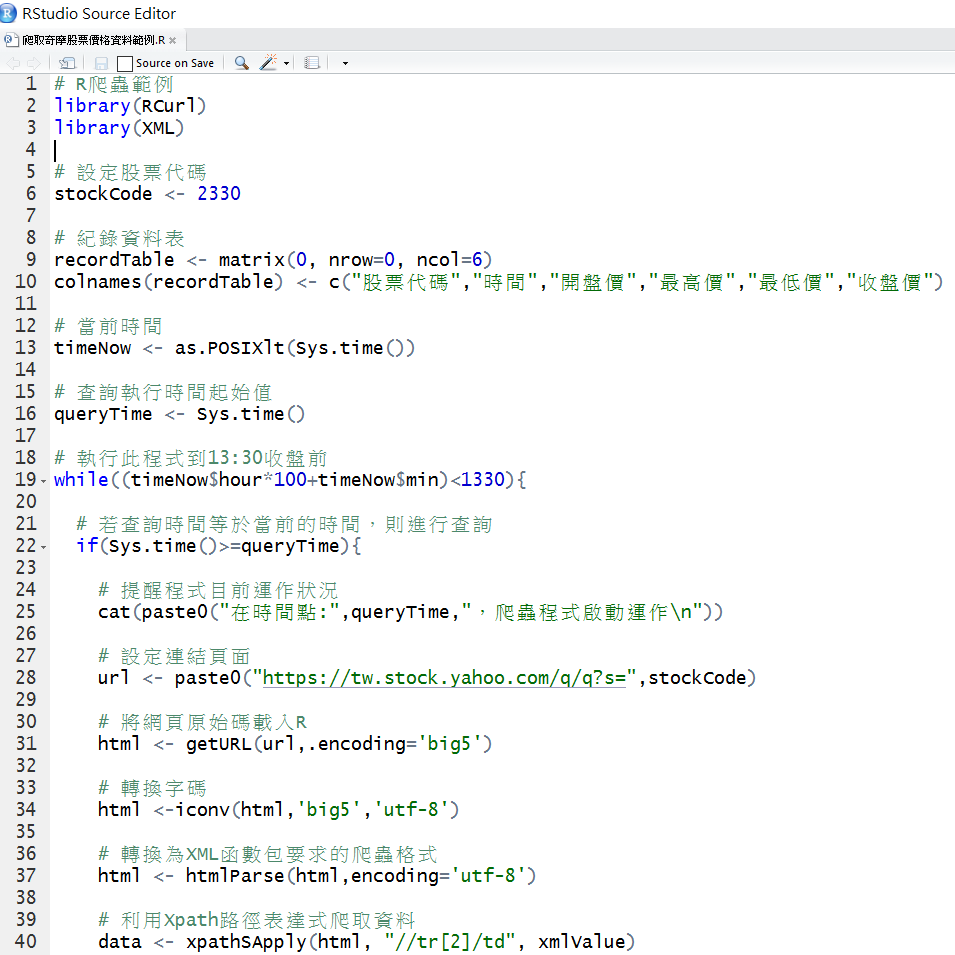 RStudio Source Editor
爬取奇摩股票價格資料範例.R
Source on Save
1 # R爬蟲範例
2 library(RCurl)
3 library(XML)
4
5 # 設定股票代碼
6 stockCode <- 2330
7
8 # 紀錄資料表
9 recordTable <- matrix(0, nrow=0, ncol=6)
10 colnames(recordTable) <- c("股票代碼","時間","開盤價","最高價","最低價","收盤價")
11
12 # 當前時間
13 timeNow <- as.POSIXlt(Sys.time())
14
15 # 查詢執行時間起始值
16 queryTime <- Sys.time()
17
18 # 執行此程式到13:30收盤前
19 while((timeNow$hour*100+timeNow$min)<1330){
20
21 # 若查詢時間等於當前的時間，則進行查詢
22 if(Sys.time()>=queryTime){
23
24 # 提醒程式目前運作狀況
25 cat(paste0("在時間點:",queryTime,"，爬蟲程式啟動運作\n"))
26
27 # 設定連結頁面
28 url <- paste0("https://tw.stock.yahoo.com/q/q?s=",stockCode)
29
30 # 將網頁原始碼載入R
31 html <- getURL(url,.encoding='big5')
32
33 # 轉換字碼
34 html <-iconv(html,'big5','utf-8')
35
36 # 轉換為XML函數包要求的爬蟲格式
37 html <- htmlParse(html,encoding='utf-8')
38
39 # 利用Xpath路徑表達式爬取資料
40 data <- xpathSApply(html, "//tr[2]/td", xmlValue)